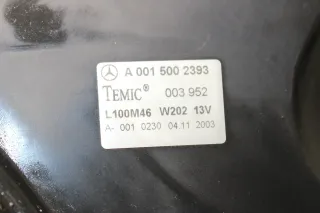 A 001 500 2393
TEMIC® 003 952
L100M46 W202 13V
A- 001 0230 04.11 2003